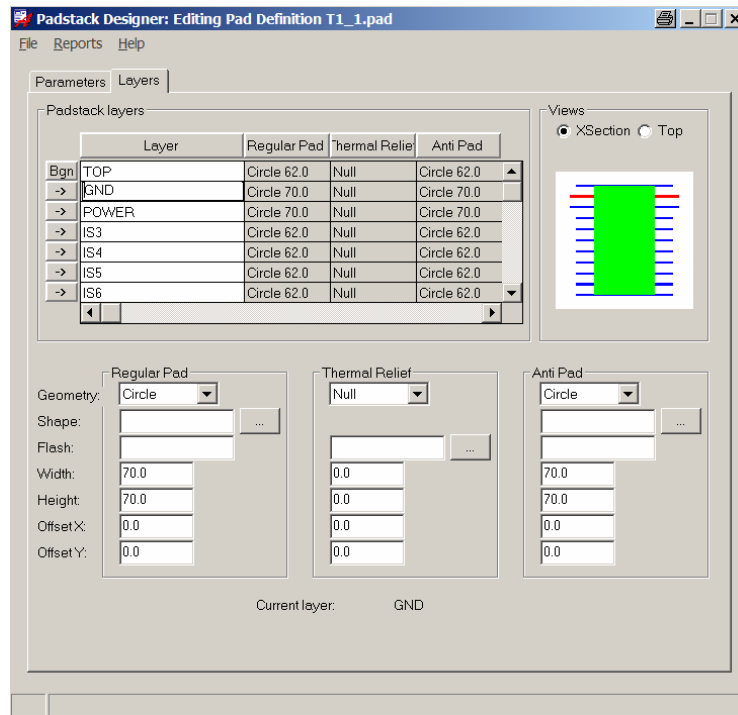 Padstack Designer: Editing Pad Definition T1_1.pad
File Reports Help
Parameters Layers
Padstack layers
Views
XSection Top
Layer Regular Pad Thermal Relie Anti Pad
Bgn TOP Circle 62.0 Null Circle 62.0
-> GND Circle 70.0 Null Circle 70.0
-> POWER Circle 70.0 Null Circle 70.0
-> IS3 Circle 62.0 Null Circle 62.0
-> IS4 Circle 62.0 Null Circle 62.0
-> IS5 Circle 62.0 Null Circle 62.0
-> IS6 Circle 62.0 Null Circle 62.0
Regular Pad Thermal Relief Anti Pad
Geometry: Circle Null Circle
Shape: ... ...
Flash: ...
Width: 70.0 0.0 70.0
Height: 70.0 0.0 70.0
Offset X: 0.0 0.0 0.0
Offset Y: 0.0 0.0 0.0
Current layer: GND